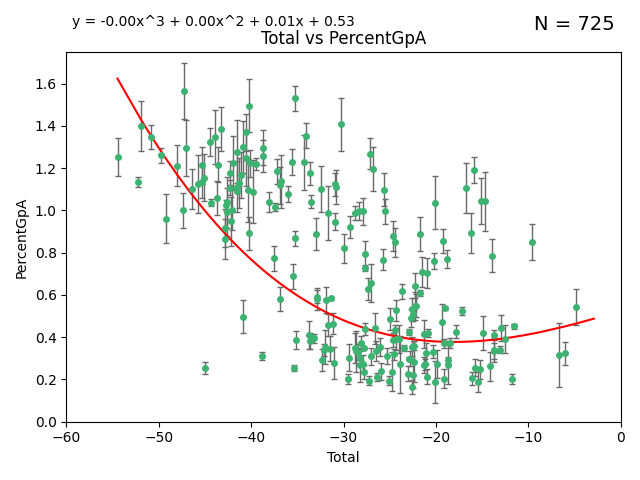 y = -0.00x^3 + 0.00x^2 + 0.01x + 0.53
N = 725
Total vs PercentGpA
PercentGpA
1.6
1.4
1.2
1.0
0.8
0.6
0.4
0.2
0.0
−60 −50 −40 −30 −20 −10 0
Total